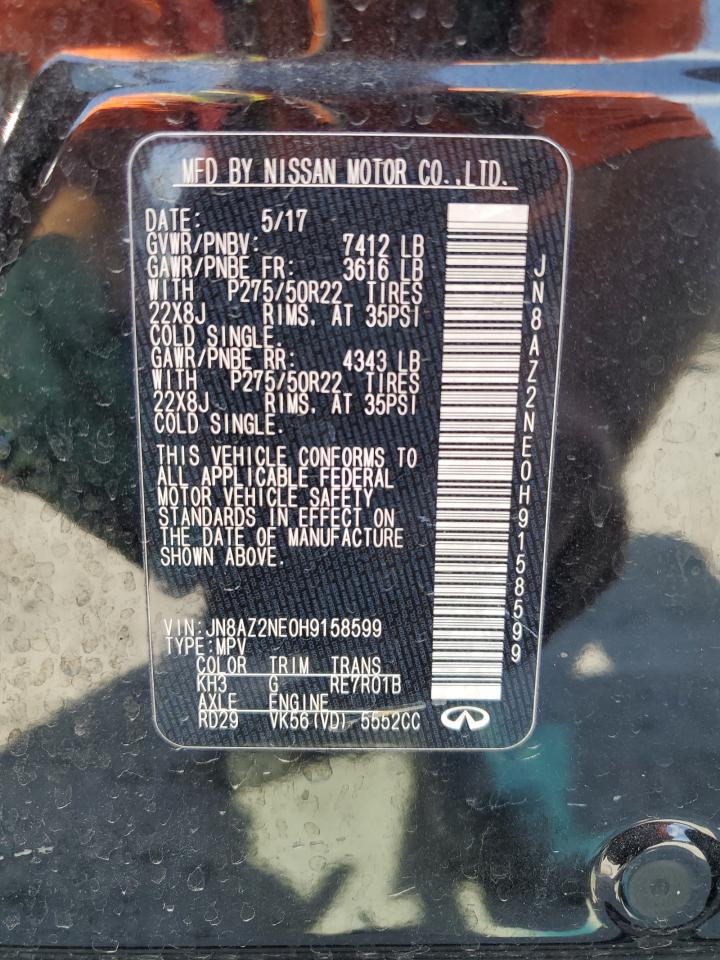 MFD BY NISSAN MOTOR CO.,LTD.
DATE: 5/17
GVWR/PNBV: 7412 LB
GAWR/PNBE FR: 3616 LB
WITH P275/50R22 TIRES
22X8J RIMS. AT 35PSI
COLD SINGLE.
GAWR/PNBE RR: 4343 LB
WITH P275/50R22 TIRES
22X8J RIMS. AT 35PSI
COLD SINGLE.
THIS VEHICLE CONFORMS TO
ALL APPLICABLE FEDERAL
MOTOR VEHICLE SAFETY
STANDARDS IN EFFECT ON
THE DATE OF MANUFACTURE
SHOWN ABOVE.
VIN:JN8AZ2NE0H9158599
TYPE:MPV
COLOR TRIM TRANS
KH3 G RE7R01B
AXLE ENGINE
RD29 VK56(VD) 5552CC
JN8AZ2NE0H9158599